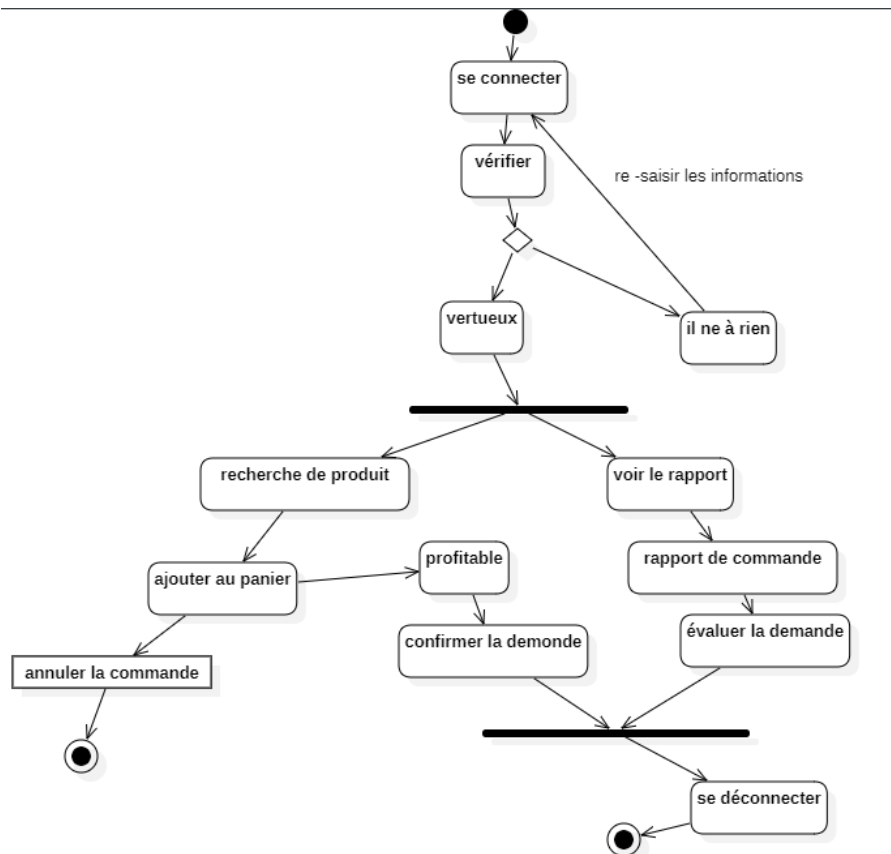 se connecter
vérifier
re -saisir les informations
vertueux
il ne à rien
recherche de produit
voir le rapport
profitable
rapport de commande
ajouter au panier
confirmer la demonde
évaluer la demande
annuler la commande
se déconnecter